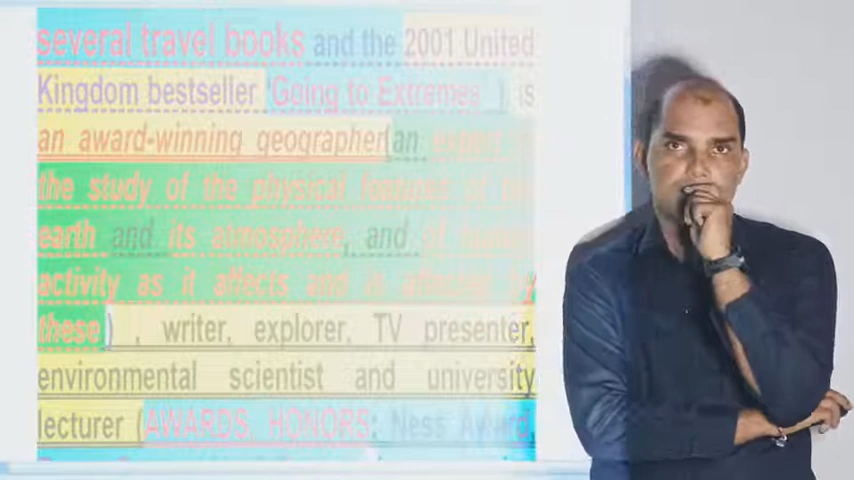 several travel books and the 2001 United
Kingdom bestseller 'Going to Extremes' ) is
an award-winning geographer(an expert in
the study of the physical features of the
earth and its atmosphere, and of human
activity as it affects and is affected by
these) , writer, explorer, TV presenter,
environmental scientist and university
lecturer (AWARDS, HONORS: Ness Award,